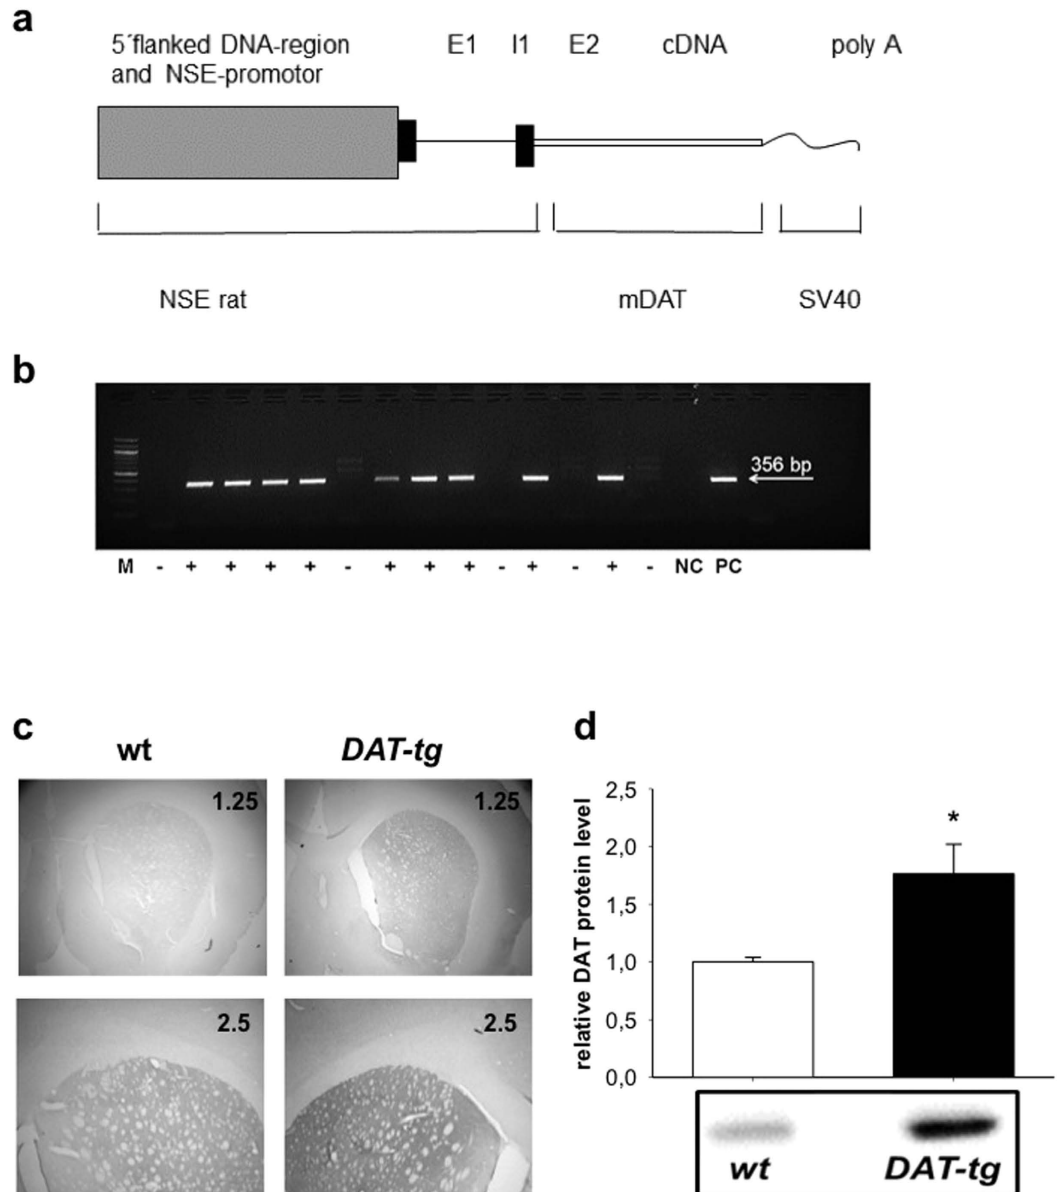 a
5´flanked DNA-region
and NSE-promotor
E1 I1 E2 cDNA poly A
NSE rat mDAT SV40
b
356 bp
M - + + + + - + + + - + - + - NC PC
c
wt DAT-tg
1.25 1.25
2.5 2.5
d
relative DAT protein level
2,5
2,0
1,5
1,0
0,5
0,0
*
wt DAT-tg